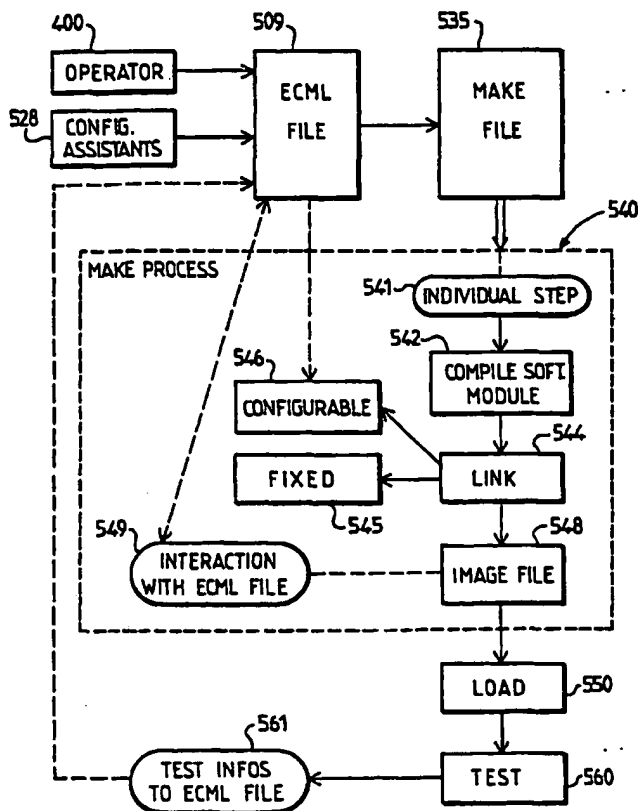 400
OPERATOR
528
CONFIG.
ASSISTANTS
509
ECML
FILE
535
MAKE
FILE
540
MAKE PROCESS
541
INDIVIDUAL STEP
542
COMPILE SOFT.
MODULE
546
CONFIGURABLE
544
LINK
FIXED
545
549
INTERACTION
WITH ECML FILE
548
IMAGE FILE
LOAD
550
561
TEST INFOS
TO ECML FILE
TEST
560